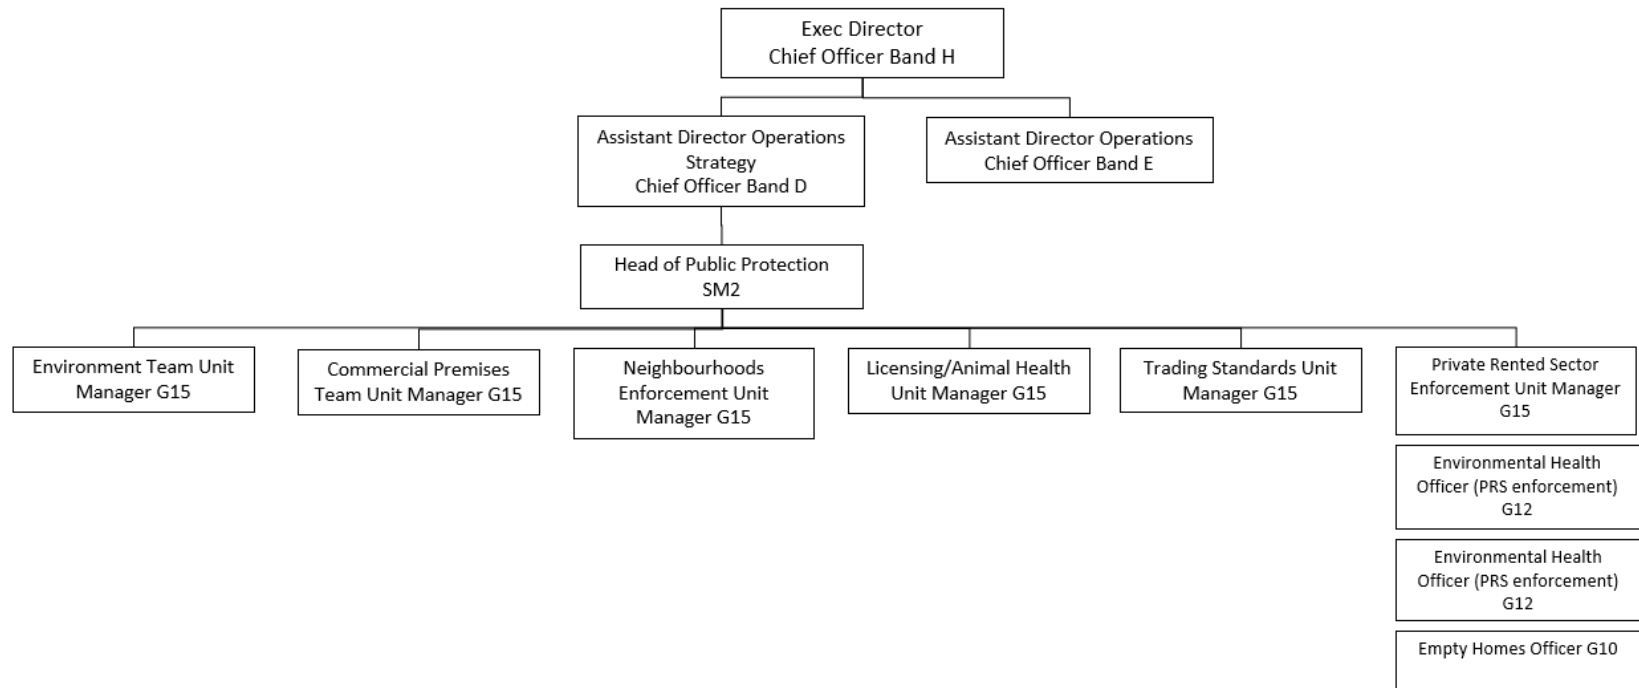 Exec Director
Chief Officer Band H
Assistant Director Operations
Strategy
Chief Officer Band D
Assistant Director Operations
Chief Officer Band E
Head of Public Protection
SM2
Environment Team Unit
Manager G15
Commercial Premises
Team Unit Manager G15
Neighbourhoods
Enforcement Unit
Manager G15
Licensing/Animal Health
Unit Manager G15
Trading Standards Unit
Manager G15
Private Rented Sector
Enforcement Unit Manager
G15
Environmental Health
Officer (PRS enforcement)
G12
Environmental Health
Officer (PRS enforcement)
G12
Empty Homes Officer G10